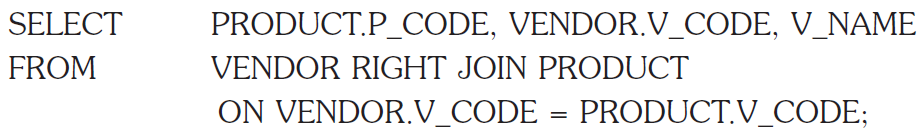 SELECT PRODUCT.P_CODE, VENDOR.V_CODE, V_NAME
FROM VENDOR RIGHT JOIN PRODUCT
ON VENDOR.V_CODE = PRODUCT.V_CODE;